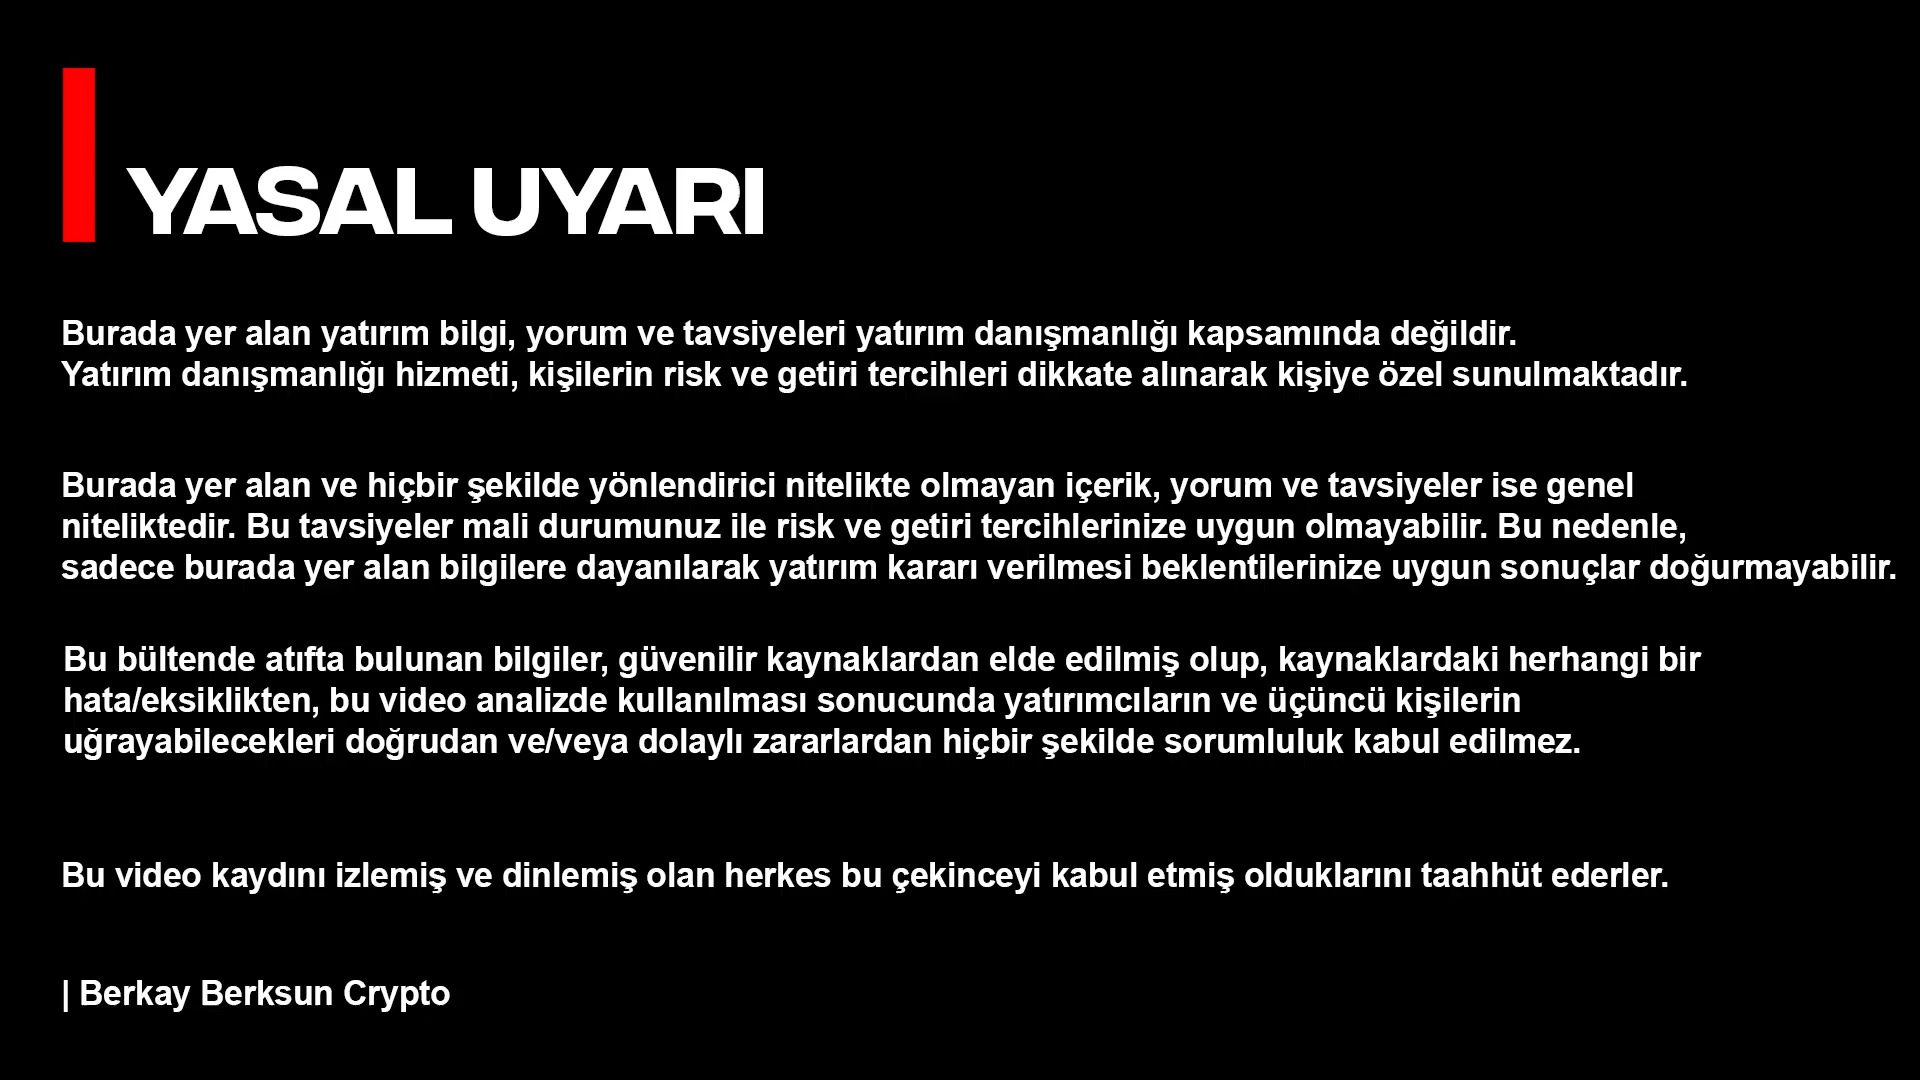 YASAL UYARI
Burada yer alan yatırım bilgi, yorum ve tavsiyeleri yatırım danışmanlığı kapsamında değildir.
Yatırım danışmanlığı hizmeti, kişilerin risk ve getiri tercihleri dikkate alınarak kişiye özel sunulmaktadır.
Burada yer alan ve hiçbir şekilde yönlendirici nitelikte olmayan içerik, yorum ve tavsiyeler ise genel
niteliktedir. Bu tavsiyeler mali durumunuz ile risk ve getiri tercihlerinize uygun olmayabilir. Bu nedenle,
sadece burada yer alan bilgilere dayanılarak yatırım kararı verilmesi beklentilerinize uygun sonuçlar doğurmayabilir.
Bu bültende atıfta bulunan bilgiler, güvenilir kaynaklardan elde edilmiş olup, kaynaklardaki herhangi bir
hata/eksiklikten, bu video analizde kullanılması sonucunda yatırımcıların ve üçüncü kişilerin
uğrayabilecekleri doğrudan ve/veya dolaylı zararlardan hiçbir şekilde sorumluluk kabul edilmez.
Bu video kaydını izlemiş ve dinlemiş olan herkes bu çekinceyi kabul etmiş olduklarını taahhüt ederler.
| Berkay Berksun Crypto